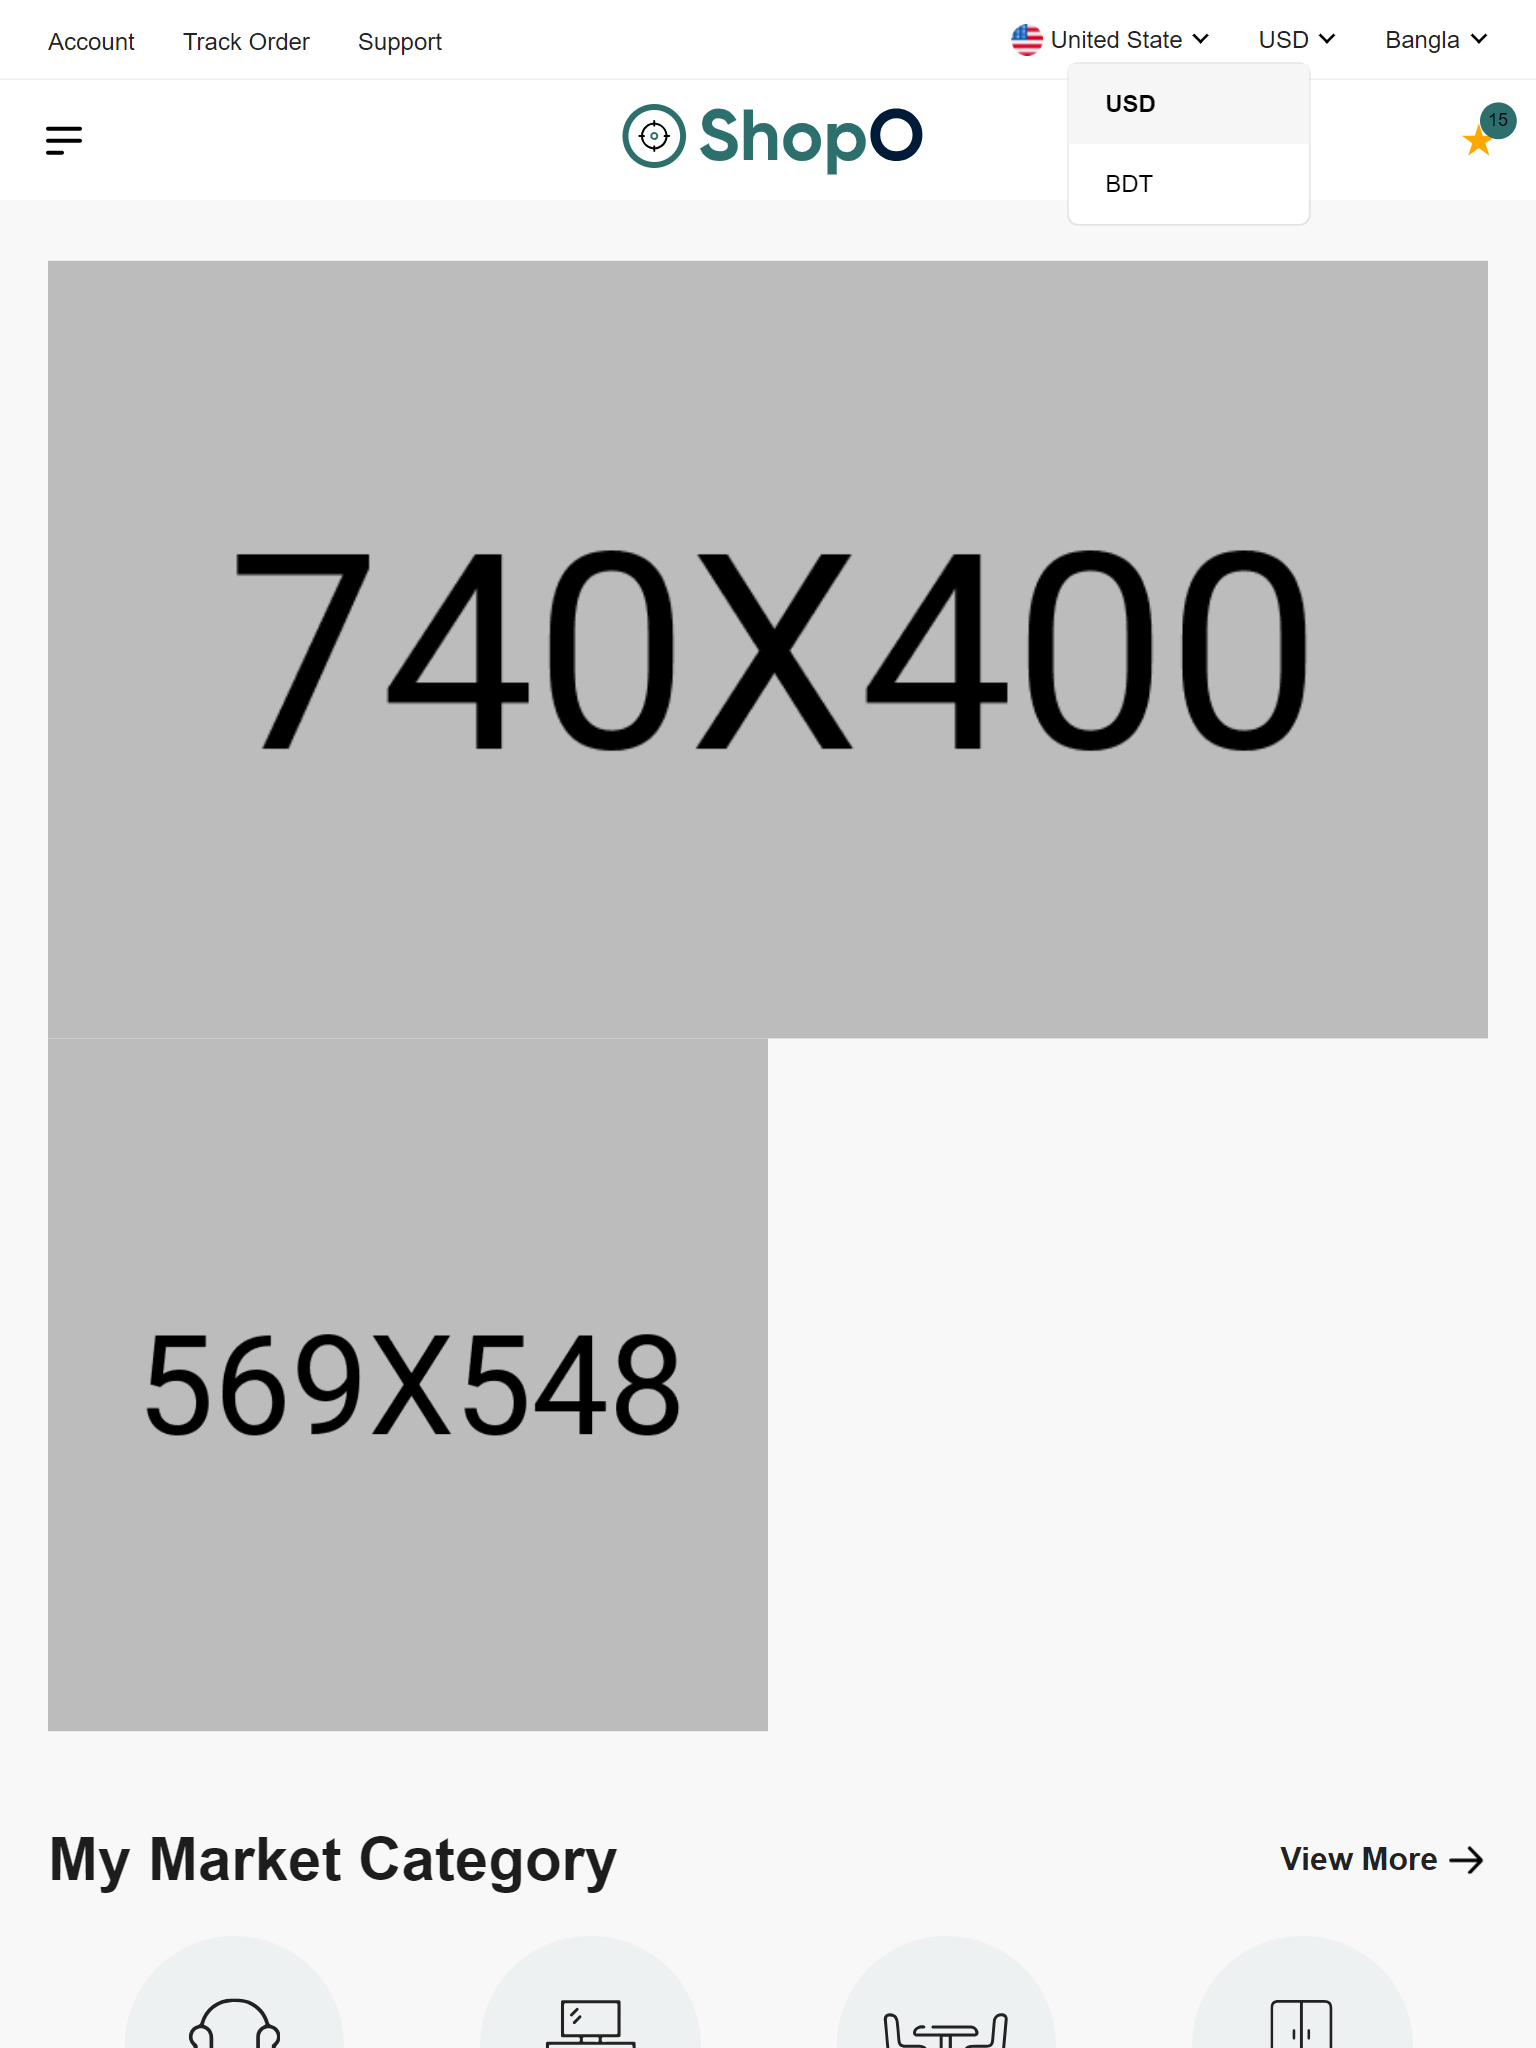 Account Track Order Support United State USD Bangla
USD
BDT
ShopO
15
740X400
569X548
My Market Category View More